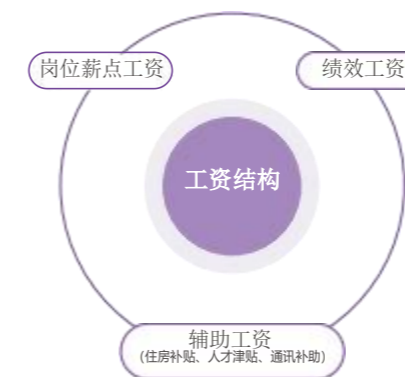 岗位薪点工资
绩效工资
工资结构
辅助工资
(住房补贴、人才津贴、通讯补助)